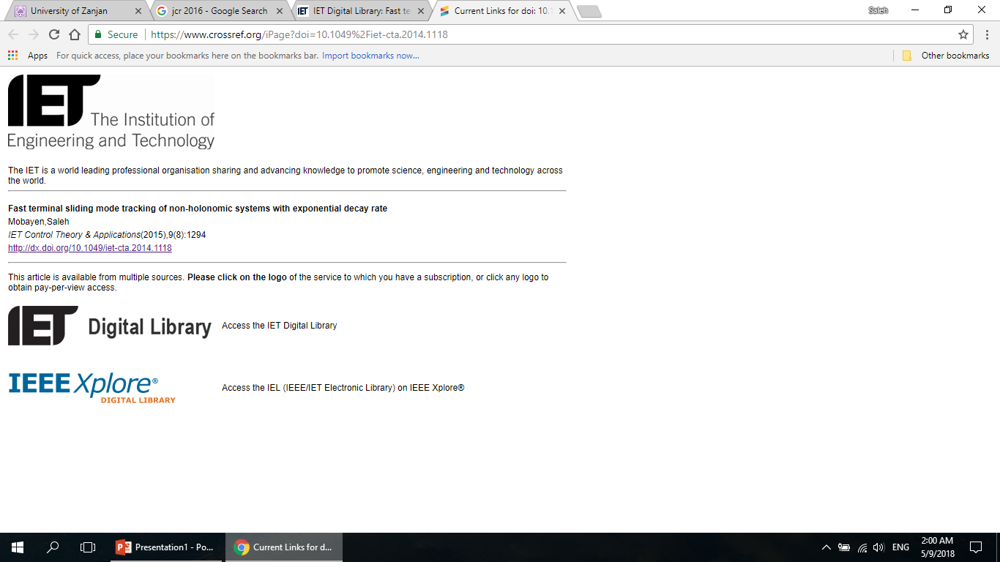 University of Zanjan
jcr 2016 - Google Search
IET Digital Library: Fast te
Current Links for doi: 10.1
Saleh
Secure
https://www.crossref.org/iPage?doi=10.1049%2Fiet-cta.2014.1118
Apps
For quick access, place your bookmarks here on the bookmarks bar. Import bookmarks now...
Other bookmarks
IET The Institution of
Engineering and Technology
The IET is a world leading professional organisation sharing and advancing knowledge to promote science, engineering and technology across
the world.
Fast terminal sliding mode tracking of non-holonomic systems with exponential decay rate
Mobayen,Saleh
IET Control Theory & Applications(2015),9(8):1294
http://dx.doi.org/10.1049/iet-cta.2014.1118
This article is available from multiple sources. Please click on the logo of the service to which you have a subscription, or click any logo to
obtain pay-per-view access.
IET Digital Library
Access the IET Digital Library
IEEE Xplore®
DIGITAL LIBRARY
Access the IEL (IEEE/IET Electronic Library) on IEEE Xplore®
Presentation1 - Po...
Current Links for d...
ENG
2:00 AM
5/9/2018